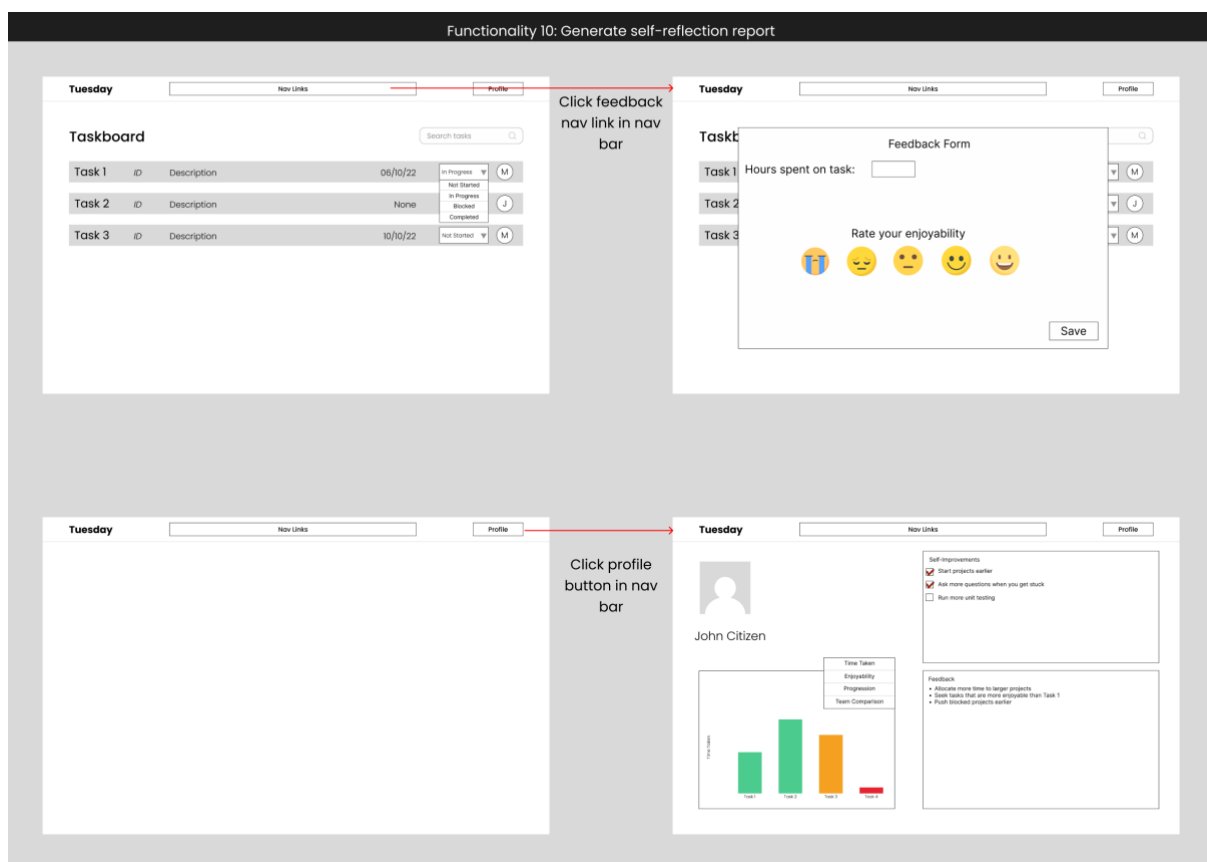 Functionality 10: Generate self-reflection report
Tuesday
Nav Links
Profile
Click feedback
nav link in nav
bar
Taskboard
Search tasks
Task 1 ID Description 06/10/22 In Progress M
Not Started
In Progress
Blocked
Completed
Task 2 ID Description None J
Task 3 ID Description 10/10/22 Not Started M
Tuesday
Nav Links
Profile
Taskb
Task 1 M
Task 2 J
Task 3 M
Feedback Form
Hours spent on task:
Rate your enjoyability
Save
Tuesday
Nav Links
Profile
Click profile
button in nav
bar
Tuesday
Nav Links
Profile
John Citizen
Self-Improvements
Start projects earlier
Ask more questions when you get stuck
Run more unit testing
Time Taken
Enjoyability
Progression
Team Comparison
Time Taken
Task 1
Task 2
Task 3
Task 4
Feedback
• Allocate more time to larger projects
• Seek tasks that are more enjoyable than Task 1
• Push blocked projects earlier